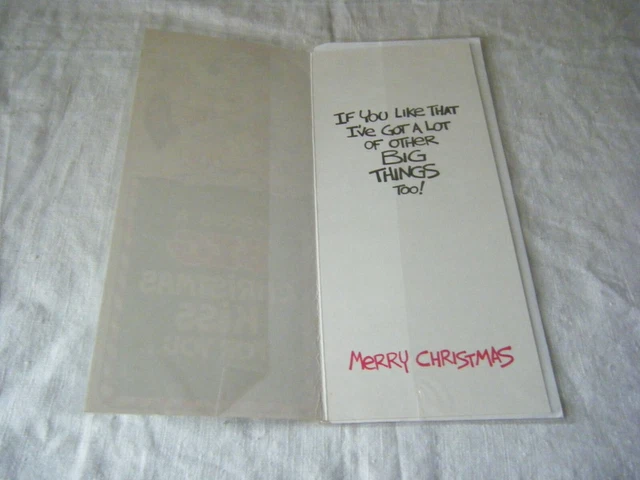 IF YOU LIKE THAT
I'VE GOT A LOT
OF OTHER
BIG
THINGS
TOO!
MERRY CHRISTMAS